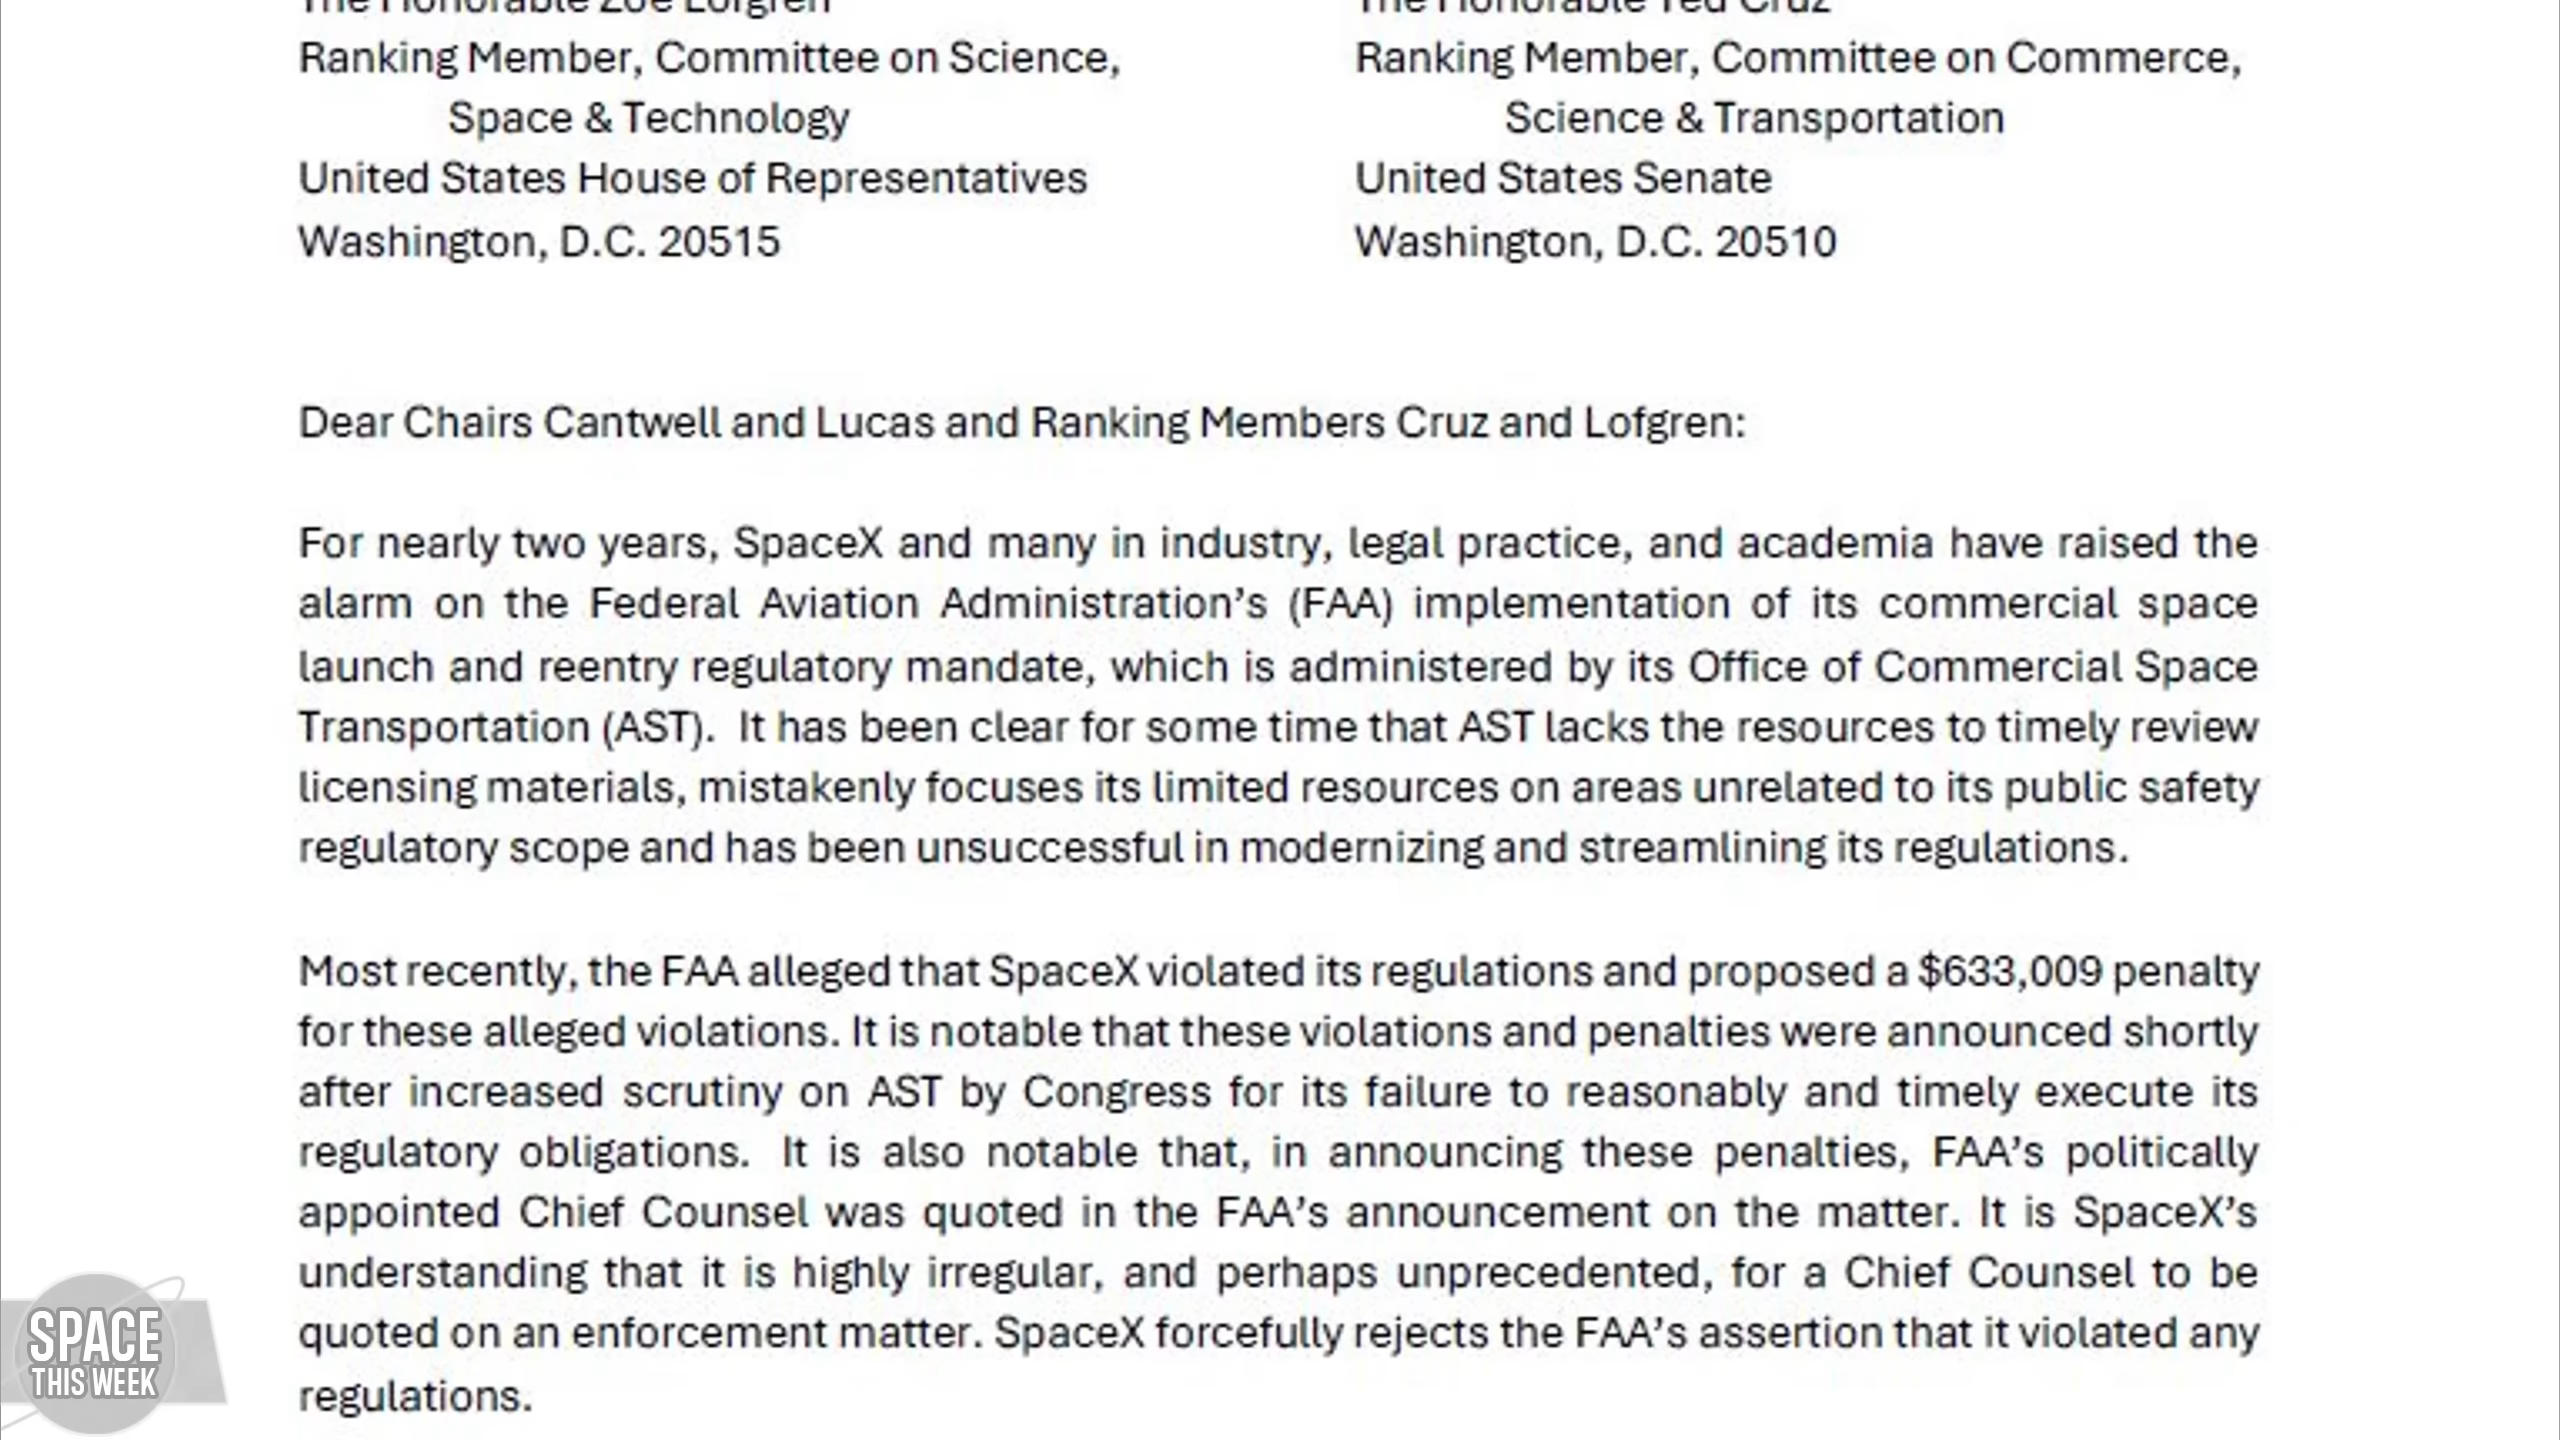 The Honorable Zoe Lofgren
Ranking Member, Committee on Science,
Space & Technology
United States House of Representatives
Washington, D.C. 20515
The Honorable Ted Cruz
Ranking Member, Committee on Commerce,
Science & Transportation
United States Senate
Washington, D.C. 20510
Dear Chairs Cantwell and Lucas and Ranking Members Cruz and Lofgren:
For nearly two years, SpaceX and many in industry, legal practice, and academia have raised the
alarm on the Federal Aviation Administration’s (FAA) implementation of its commercial space
launch and reentry regulatory mandate, which is administered by its Office of Commercial Space
Transportation (AST).  It has been clear for some time that AST lacks the resources to timely review
licensing materials, mistakenly focuses its limited resources on areas unrelated to its public safety
regulatory scope and has been unsuccessful in modernizing and streamlining its regulations.
Most recently, the FAA alleged that SpaceX violated its regulations and proposed a $633,009 penalty
for these alleged violations. It is notable that these violations and penalties were announced shortly
after increased scrutiny on AST by Congress for its failure to reasonably and timely execute its
regulatory obligations.  It is also notable that, in announcing these penalties, FAA’s politically
appointed Chief Counsel was quoted in the FAA’s announcement on the matter. It is SpaceX’s
understanding that it is highly irregular, and perhaps unprecedented, for a Chief Counsel to be
quoted on an enforcement matter. SpaceX forcefully rejects the FAA’s assertion that it violated any
regulations.
SPACE
THIS WEEK